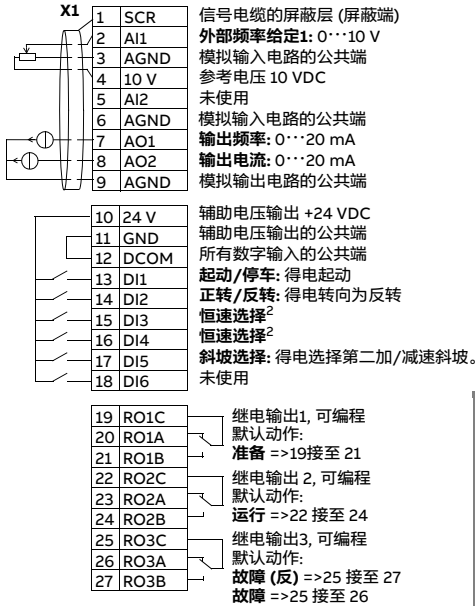 X1
1 SCR 信号电缆的屏蔽层 (屏蔽端)
2 AI1 外部频率给定1: 0···10 V
3 AGND 模拟输入电路的公共端
4 10 V 参考电压 10 VDC
5 AI2 未使用
6 AGND 模拟输入电路的公共端
7 AO1 输出频率: 0···20 mA
8 AO2 输出电流: 0···20 mA
9 AGND 模拟输出电路的公共端
10 24 V 辅助电压输出 +24 VDC
11 GND 辅助电压输出的公共端
12 DCOM 所有数字输入的公共端
13 DI1 起动/停车: 得电起动
14 DI2 正转/反转: 得电转向为反转
15 DI3 恒速选择2
16 DI4 恒速选择2
17 DI5 斜坡选择: 得电选择第二加/减速斜坡。
18 DI6 未使用
19 RO1C 继电输出1, 可编程
20 RO1A 默认动作:
21 RO1B 准备 =>19接至 21
22 RO2C 继电输出 2, 可编程
23 RO2A 默认动作:
24 RO2B 运行 =>22 接至 24
25 RO3C 继电输出3, 可编程
26 RO3A 默认动作:
27 RO3B 故障 (反) =>25 接至 27
故障 =>25 接至 26